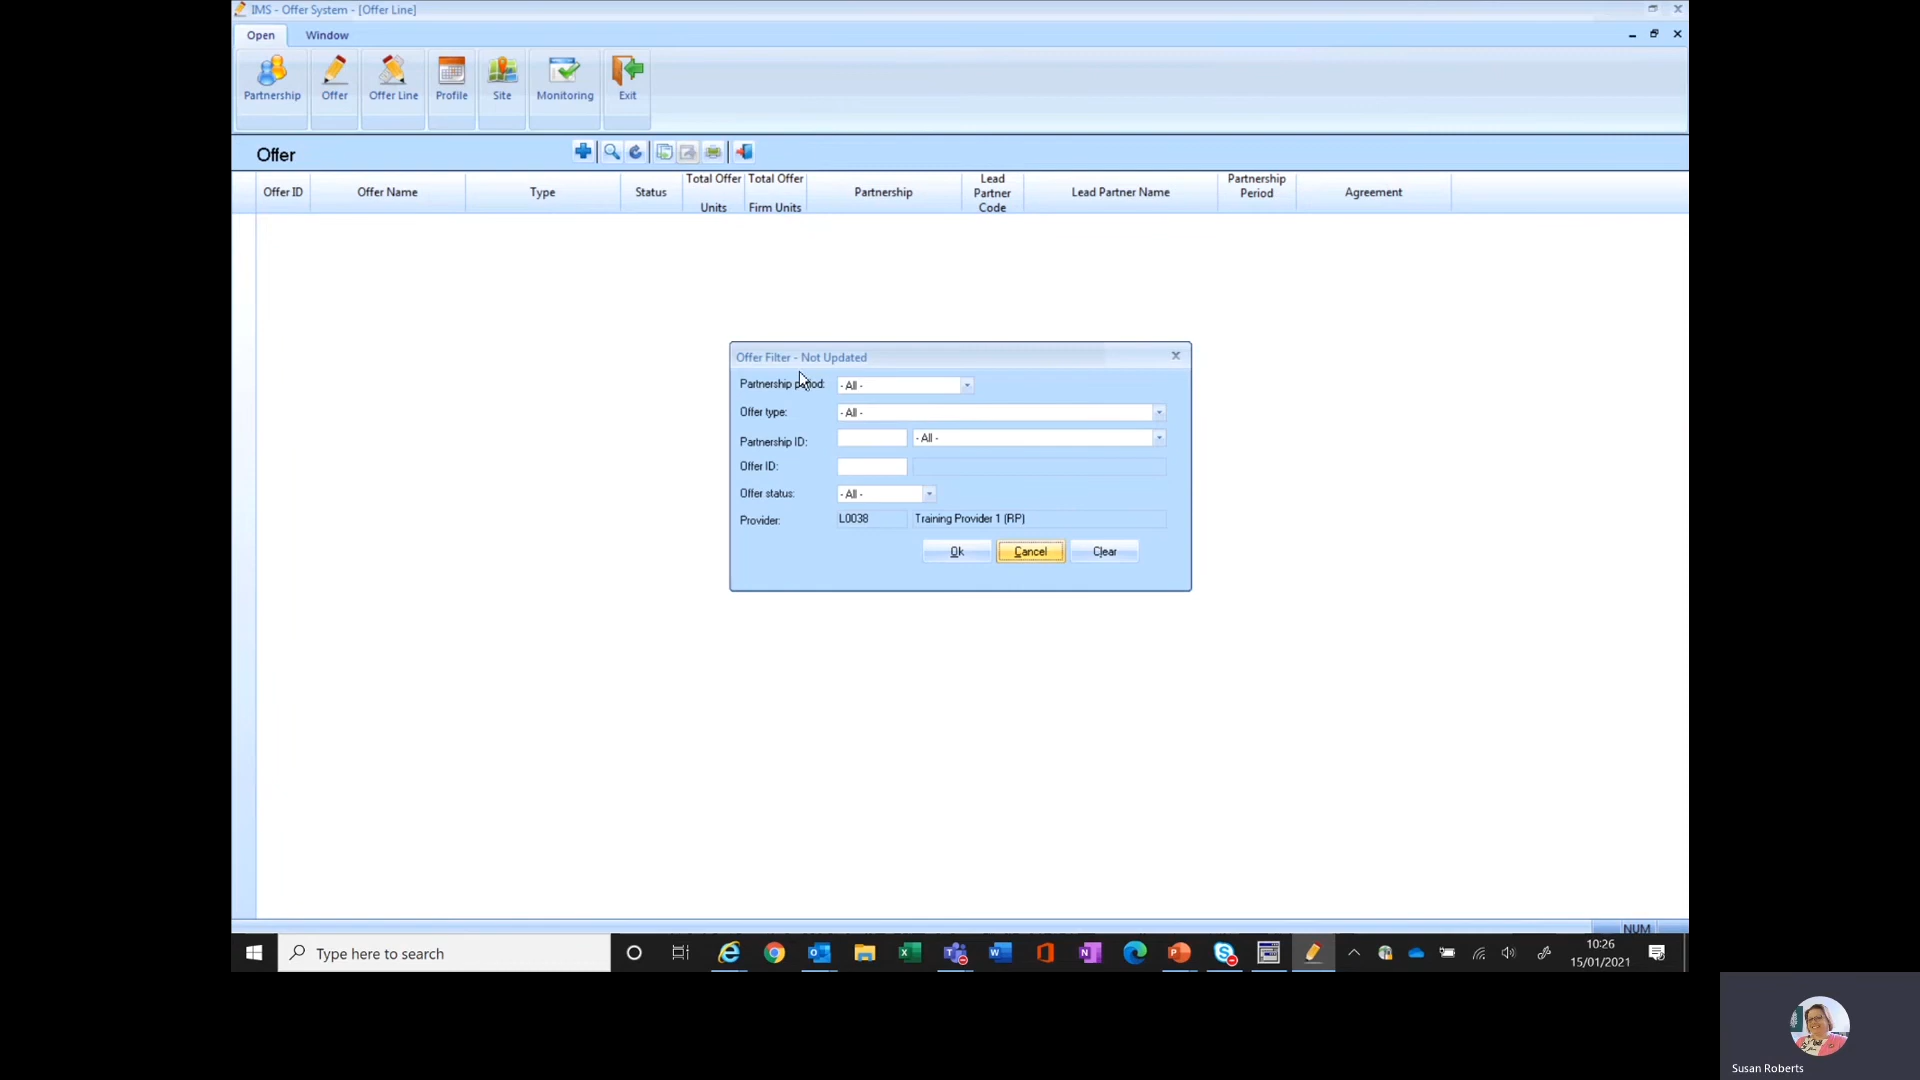 IMS - Offer System - [Offer Line]
Open Window
Partnership Offer Offer Line Profile Site Monitoring Exit
Offer
Offer ID Offer Name Type Status Total Offer Units Total Offer Firm Units Partnership Lead Partner Code Lead Partner Name Partnership Period Agreement
Offer Filter - Not Updated
Partnership period: - All -
Offer type: - All -
Partnership ID: - All -
Offer ID:
Offer status: - All -
Provider: L0038 Training Provider 1 (RP)
Ok Cancel Clear
NUM
Type here to search
10:26
15/01/2021
Susan Roberts